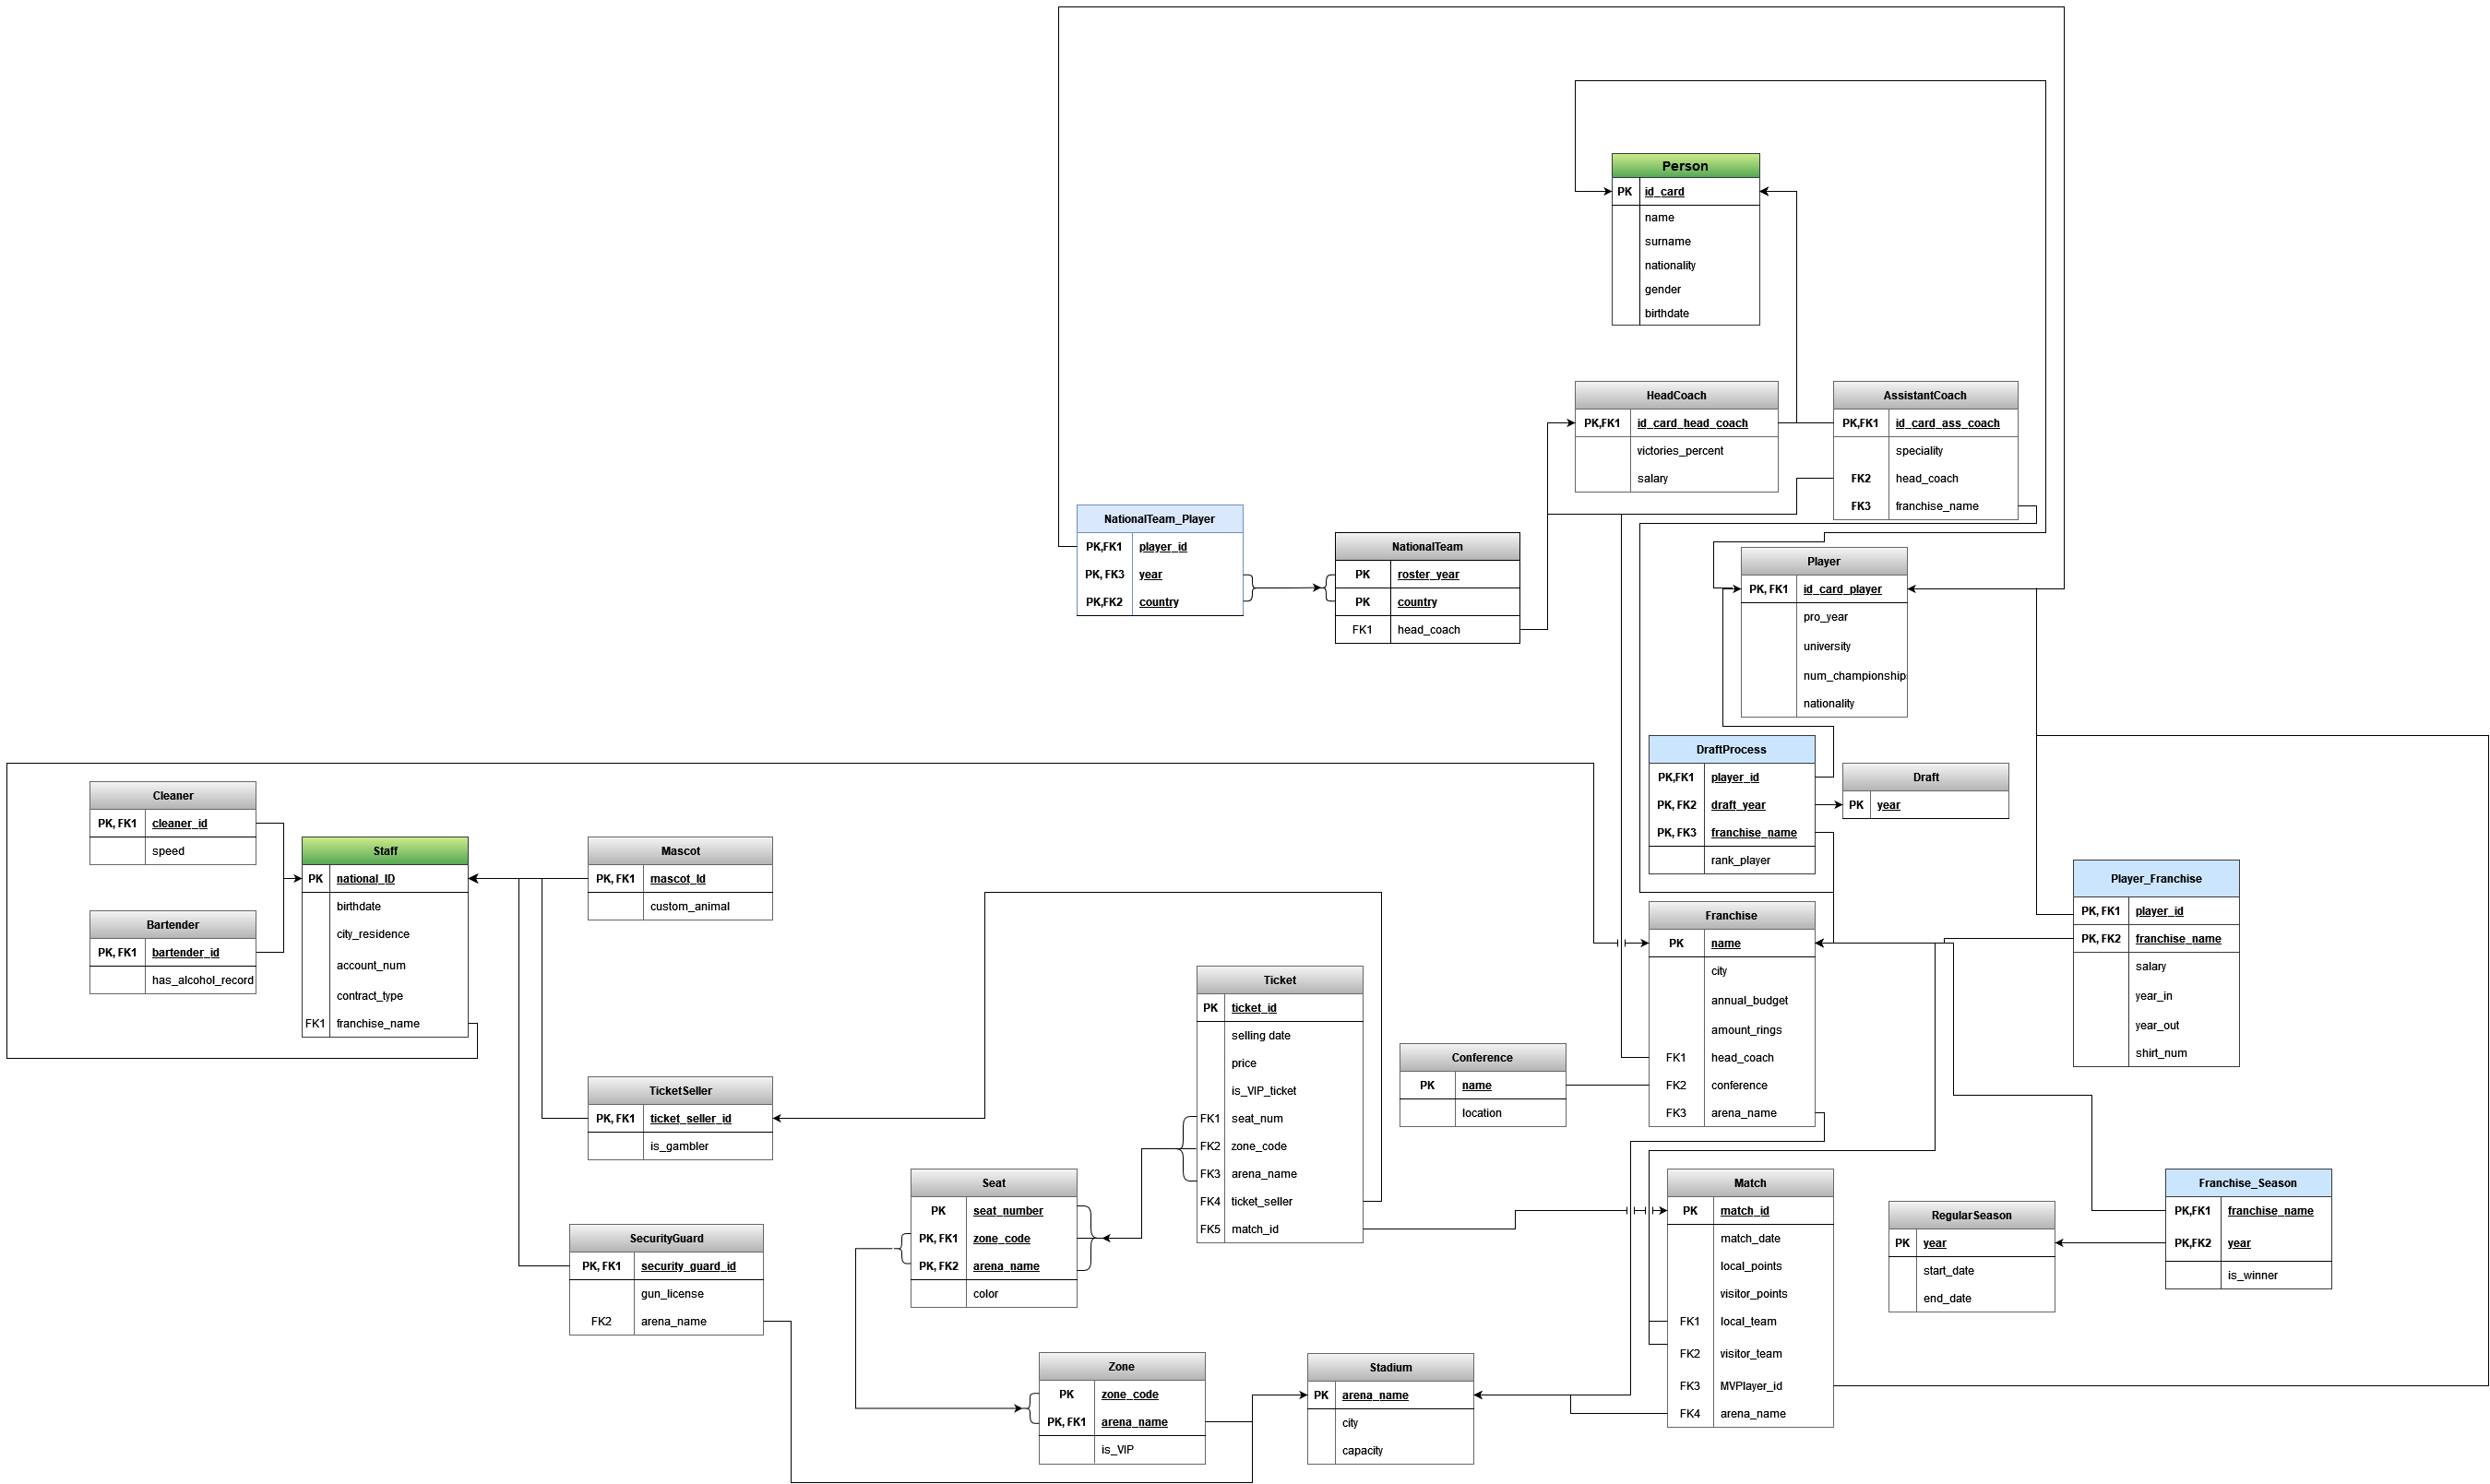 Person
PK id_card
name
surname
nationality
gender
birthdate
HeadCoach
PK,FK1 id_card_head_coach
victories_percent
salary
AssistantCoach
PK,FK1 id_card_ass_coach
speciality
FK2 head_coach
FK3 franchise_name
NationalTeam_Player
PK,FK1 player_id
PK, FK3 year
PK,FK2 country
NationalTeam
PK roster_year
PK country
FK1 head_coach
Player
PK, FK1 id_card_player
pro_year
university
num_championships
nationality
DraftProcess
PK,FK1 player_id
PK, FK2 draft_year
PK, FK3 franchise_name
rank_player
Draft
PK year
Cleaner
PK, FK1 cleaner_id
speed
Staff
PK national_ID
birthdate
city_residence
account_num
contract_type
FK1 franchise_name
Mascot
PK, FK1 mascot_Id
custom_animal
Bartender
PK, FK1 bartender_id
has_alcohol_record
Player_Franchise
PK, FK1 player_id
PK, FK2 franchise_name
salary
year_in
year_out
shirt_num
Franchise
PK name
city
annual_budget
amount_rings
FK1 head_coach
FK2 conference
FK3 arena_name
Ticket
PK ticket_id
selling date
price
is_VIP_ticket
FK1 seat_num
FK2 zone_code
FK3 arena_name
FK4 ticket_seller
FK5 match_id
Conference
PK name
location
TicketSeller
PK, FK1 ticket_seller_id
is_gambler
Seat
PK seat_number
PK, FK1 zone_code
PK, FK2 arena_name
color
Match
PK match_id
match_date
local_points
visitor_points
FK1 local_team
FK2 visitor_team
FK3 MVPlayer_id
FK4 arena_name
RegularSeason
PK year
start_date
end_date
Franchise_Season
PK,FK1 franchise_name
PK,FK2 year
is_winner
SecurityGuard
PK, FK1 security_guard_id
gun_license
FK2 arena_name
Zone
PK zone_code
PK, FK1 arena_name
is_VIP
Stadium
PK arena_name
city
capacity